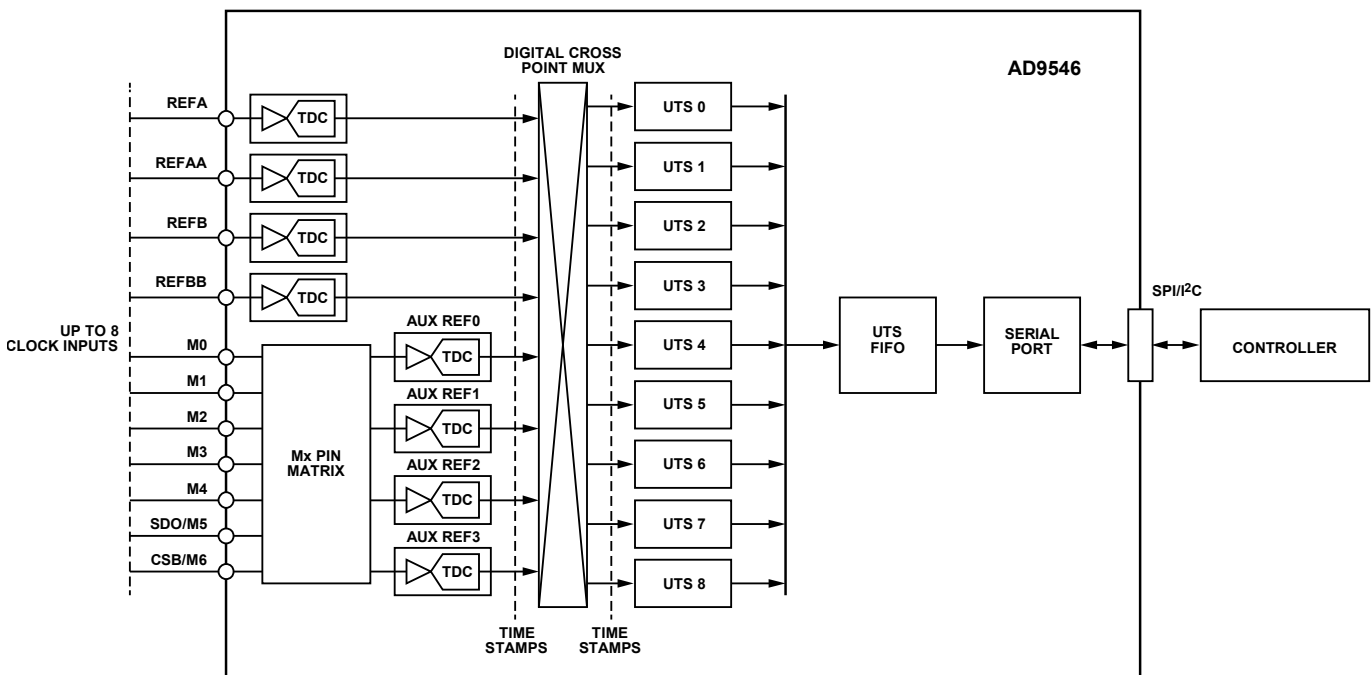 DIGITAL CROSS
POINT MUX
AD9546
REFA
TDC
UTS 0
REFAA
TDC
UTS 1
REFB
TDC
UTS 2
REFBB
TDC
UTS 3
UP TO 8
CLOCK INPUTS
M0
M1
M2
M3
M4
SDO/M5
CSB/M6
Mx PIN
MATRIX
AUX REF0
TDC
AUX REF1
TDC
AUX REF2
TDC
AUX REF3
TDC
UTS 4
UTS 5
UTS 6
UTS 7
UTS 8
TIME
STAMPS
TIME
STAMPS
UTS
FIFO
SERIAL
PORT
SPI/I²C
CONTROLLER